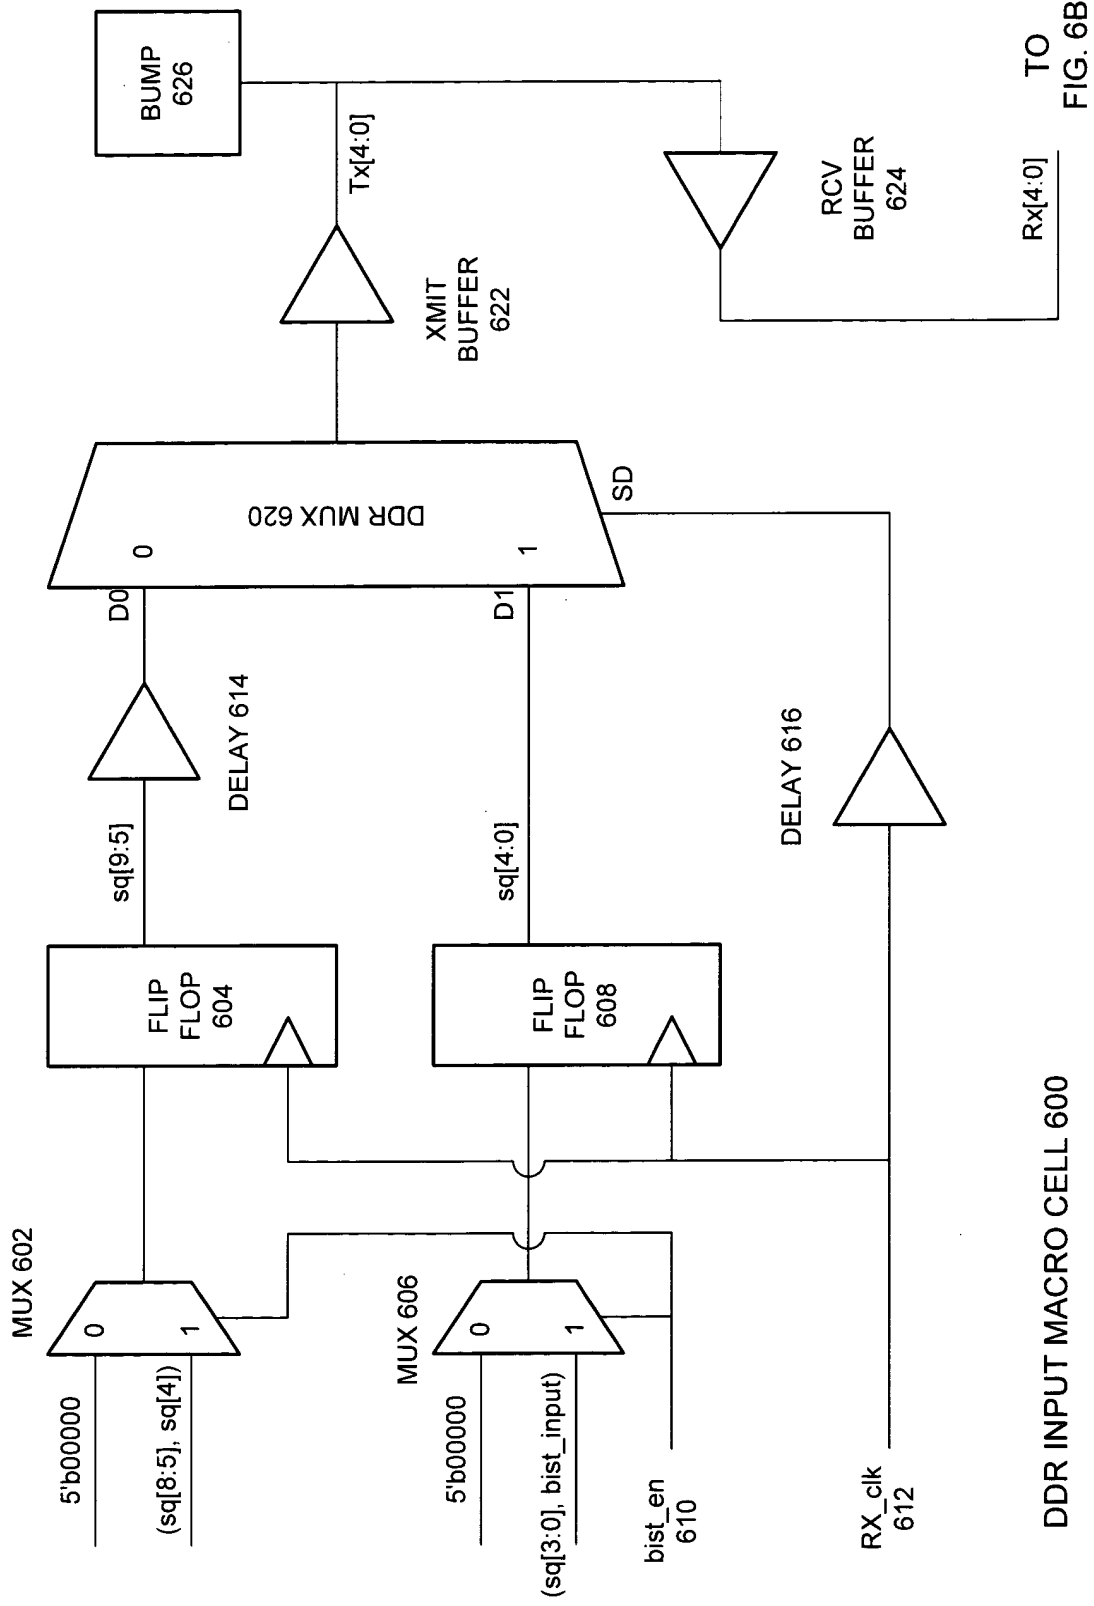 MUX 602
5'b00000
(sq[8:5], sq[4])
0
1
FLIP
FLOP
604
sq[9:5]
DELAY 614
D0
0
DDR MUX 620
1
D1
SD
XMIT
BUFFER
622
Tx[4:0]
BUMP
626
MUX 606
5'b00000
(sq[3:0], bist_input)
0
1
FLIP
FLOP
608
sq[4:0]
bist_en
610
RX_clk
612
DELAY 616
RCV
BUFFER
624
Rx[4:0]
TO
FIG. 6B
DDR INPUT MACRO CELL 600